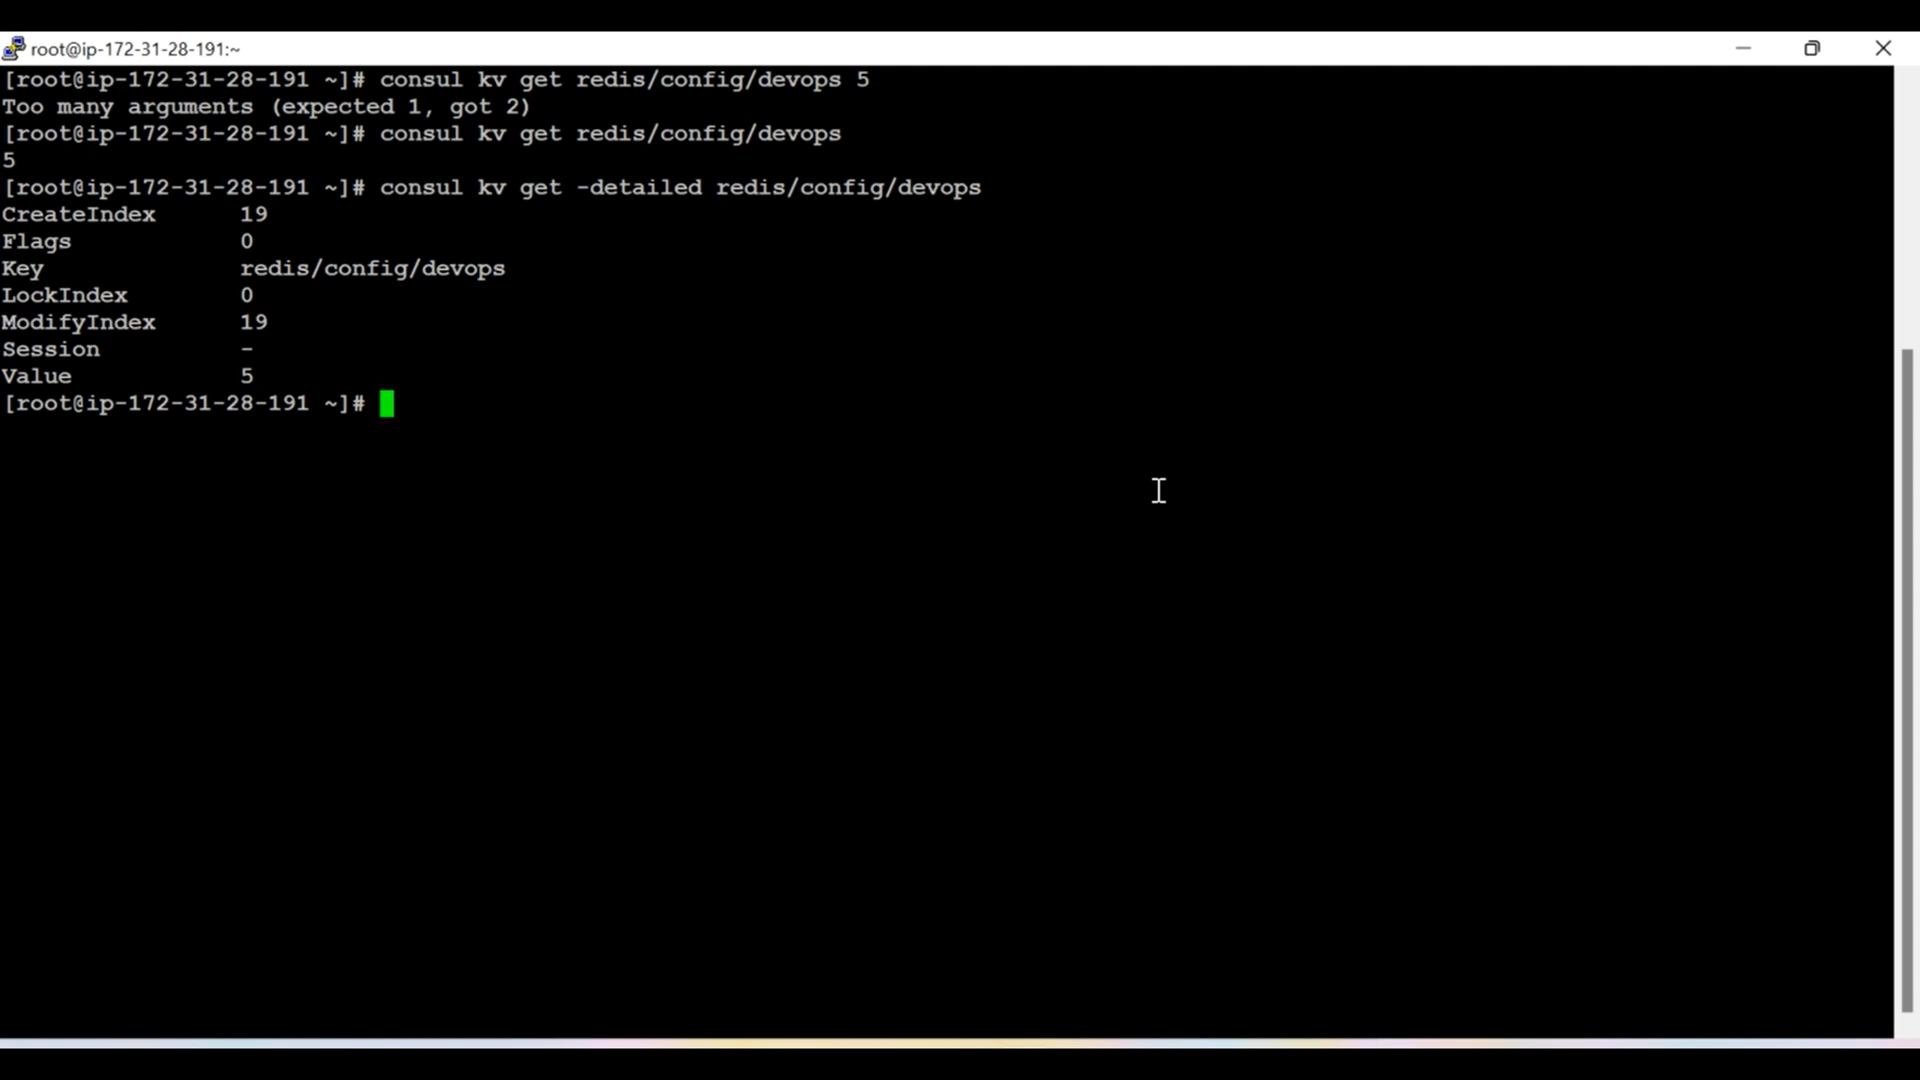 root@ip-172-31-28-191:~
[root@ip-172-31-28-191 ~]# consul kv get redis/config/devops 5
Too many arguments (expected 1, got 2)
[root@ip-172-31-28-191 ~]# consul kv get redis/config/devops
5
[root@ip-172-31-28-191 ~]# consul kv get -detailed redis/config/devops
CreateIndex      19
Flags            0
Key              redis/config/devops
LockIndex        0
ModifyIndex      19
Session          -
Value            5
[root@ip-172-31-28-191 ~]#